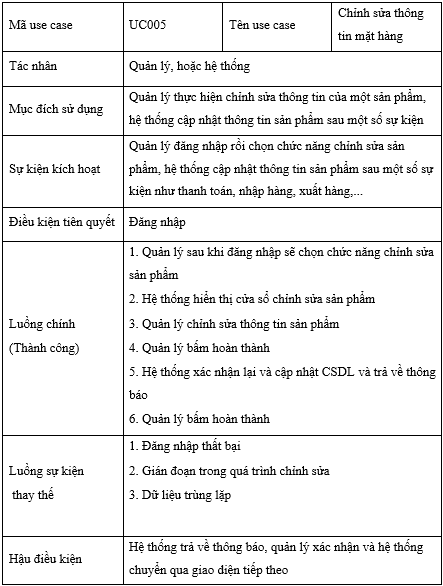 Mã use case UC005 Tên use case Chỉnh sửa thông
tin mặt hàng
Tác nhân Quản lý, hoặc hệ thống
Mục đích sử dụng Quản lý thực hiện chỉnh sửa thông tin của một sản phẩm,
hệ thống cập nhật thông tin sản phẩm sau một số sự kiện
Sự kiện kích hoạt Quản lý đăng nhập rồi chọn chức năng chỉnh sửa sản
phẩm, hệ thống cập nhật thông tin sản phẩm sau một số sự
kiện như thanh toán, nhập hàng, xuất hàng,...
Điều kiện tiên quyết Đăng nhập
Luồng chính
(Thành công)
1. Quản lý sau khi đăng nhập sẽ chọn chức năng chỉnh sửa
sản phẩm
2. Hệ thống hiển thị cửa sổ chỉnh sửa sản phẩm
3. Quản lý chỉnh sửa thông tin sản phẩm
4. Quản lý bấm hoàn thành
5. Hệ thống xác nhận lại và cập nhật CSDL và trả về thông
báo
6. Quản lý bấm hoàn thành
Luồng sự kiện
thay thế
1. Đăng nhập thất bại
2. Gián đoạn trong quá trình chỉnh sửa
3. Dữ liệu trùng lặp
Hậu điều kiện Hệ thống trả về thông báo, quản lý xác nhận và hệ thống
chuyển qua giao diện tiếp theo